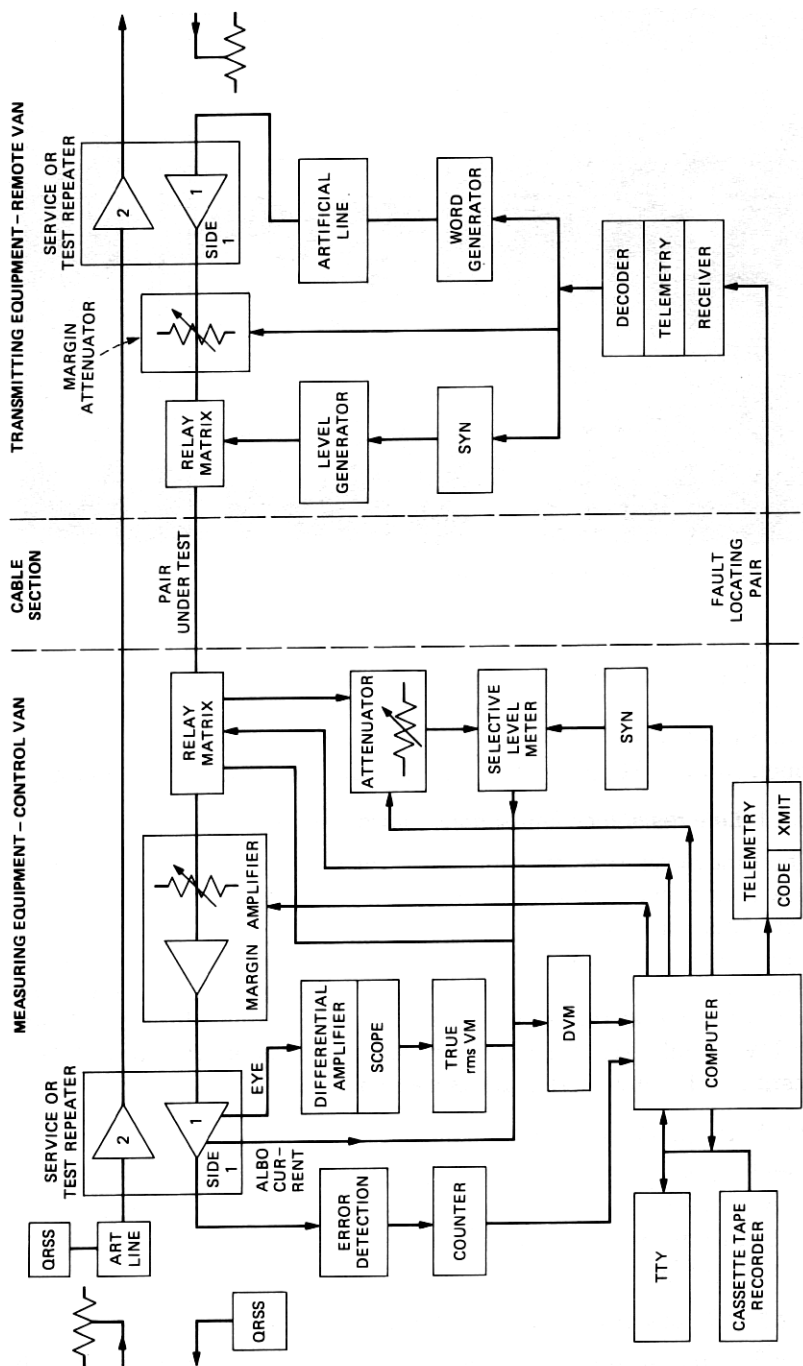 MEASURING EQUIPMENT – CONTROL VAN
CABLE
SECTION
TRANSMITTING EQUIPMENT – REMOTE VAN
QRSS
ART
LINE
SERVICE OR
TEST REPEATER
2
1
SIDE
1
SERVICE OR
TEST REPEATER
2
1
SIDE
1
QRSS
ALBO
CUR-
RENT
EYE
MARGIN AMPLIFIER
RELAY
MATRIX
PAIR
UNDER TEST
RELAY
MATRIX
MARGIN
ATTENUATOR
ERROR
DETECTION
COUNTER
DIFFERENTIAL
AMPLIFIER
SCOPE
TRUE
rms VM
DVM
ATTENUATOR
SELECTIVE
LEVEL
METER
SYN
LEVEL
GENERATOR
SYN
ARTIFICIAL
LINE
WORD
GENERATOR
TTY
CASSETTE TAPE
RECORDER
COMPUTER
TELEMETRY
CODE
XMIT
FAULT
LOCATING
PAIR
DECODER
TELEMETRY
RECEIVER